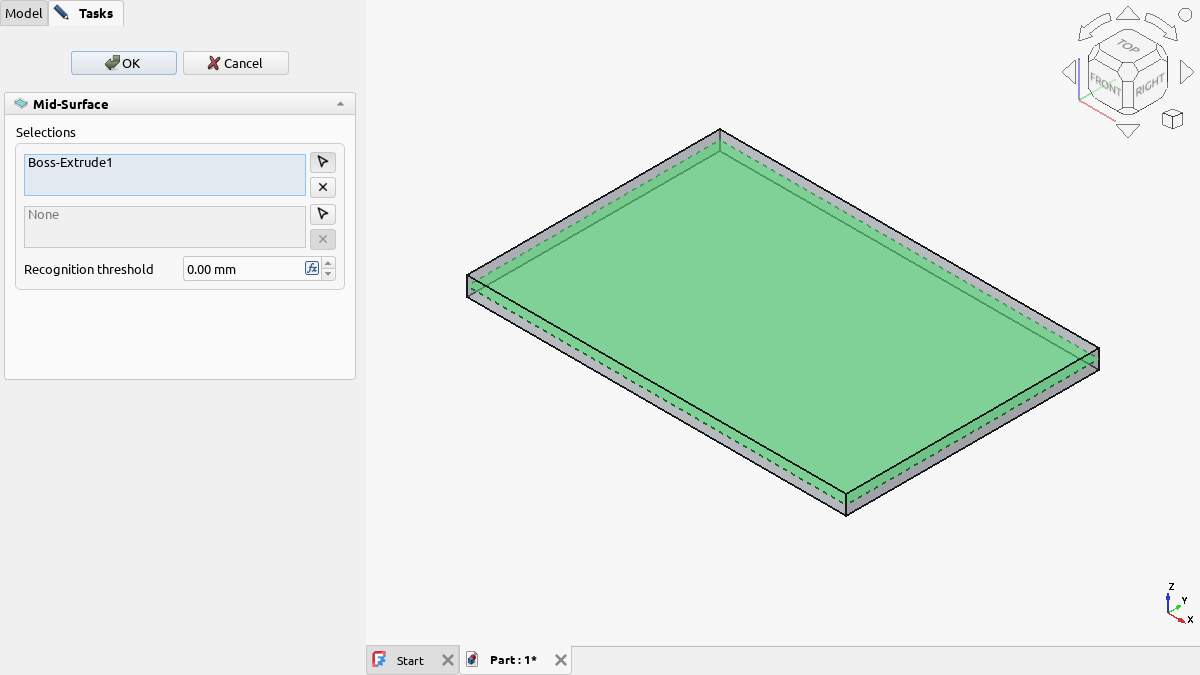 Model
Tasks
OK
Cancel
Mid-Surface
Selections
Boss-Extrude1
None
Recognition threshold
0.00 mm
TOP
FRONT
RIGHT
Z
Y
X
Start
Part : 1*